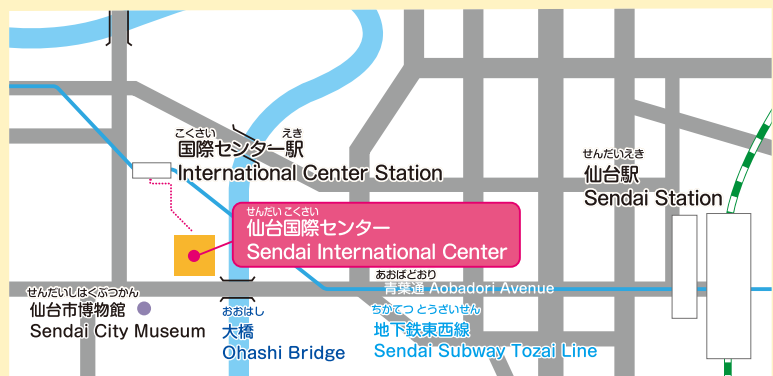 こくさい えき
国際センター駅
International Center Station
せんだいえき
仙台駅
Sendai Station
せんだい こくさい
仙台国際センター
Sendai International Center
あおばどおり
青葉通 Aobadori Avenue
せんだいしはくぶつかん
仙台市博物館
Sendai City Museum
おおはし
大橋
Ohashi Bridge
ちかてつ とうざいせん
地下鉄東西線
Sendai Subway Tozai Line